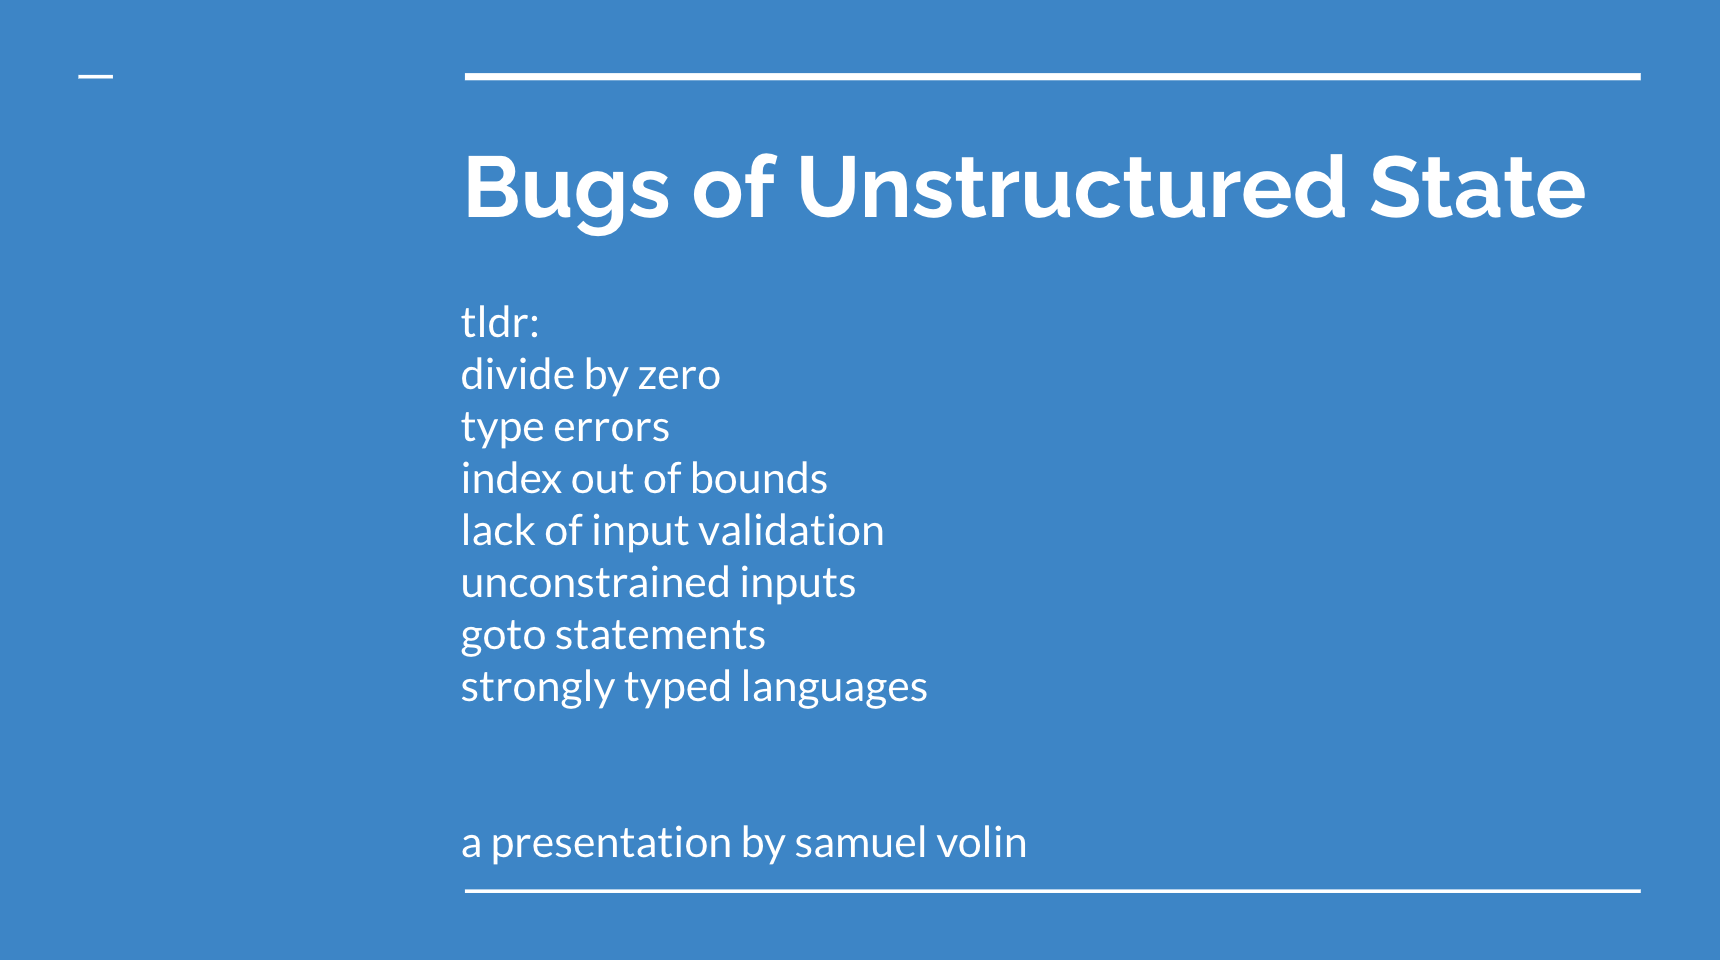 Bugs of Unstructured State
tldr:
divide by zero
type errors
index out of bounds
lack of input validation
unconstrained inputs
goto statements
strongly typed languages
a presentation by samuel volin